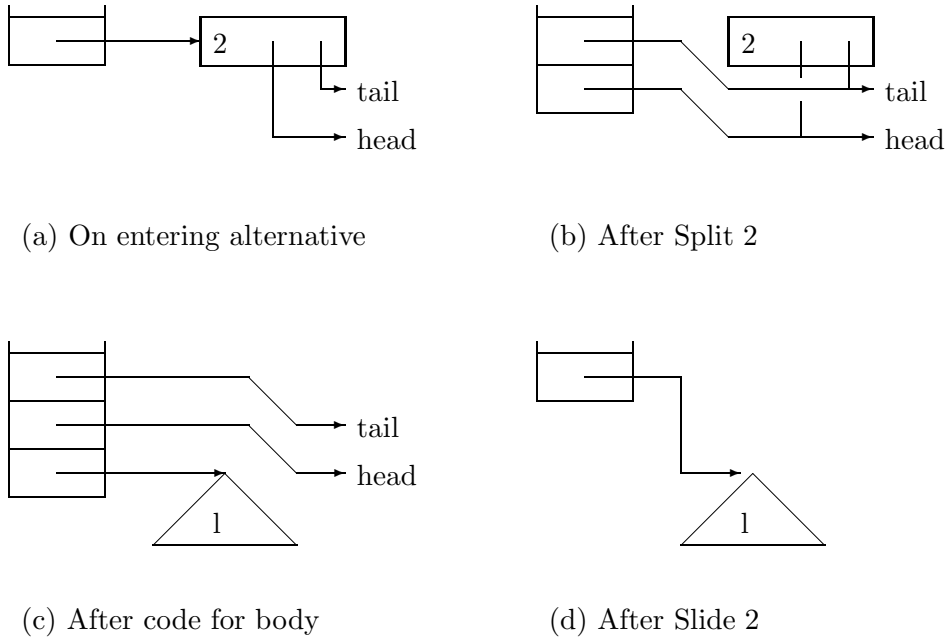 2
tail
head
(a) On entering alternative
2
tail
head
(b) After Split 2
tail
head
l
(c) After code for body
l
(d) After Slide 2